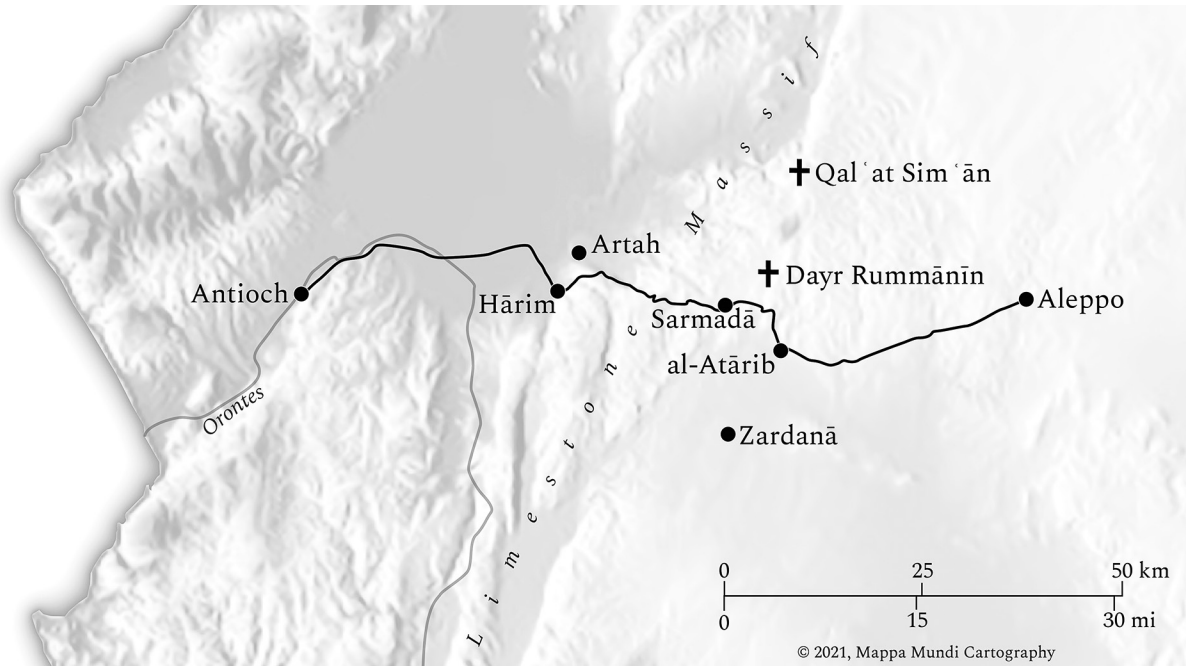 Limestone Massif
Qalʿat Simʿān
Artah
Dayr Rummānīn
Antioch
Hārim
Aleppo
Sarmadā
al-Atārib
Orontes
Zardanā
0 25 50 km
0 15 30 mi
© 2021, Mappa Mundi Cartography